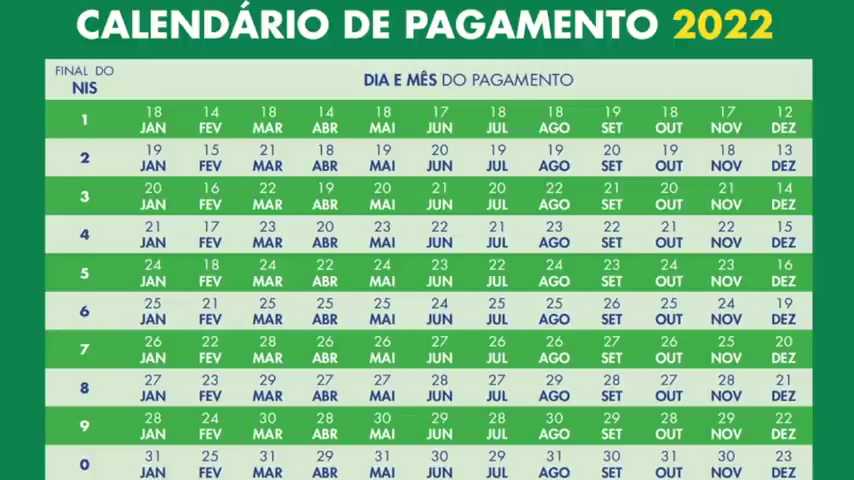 CALENDÁRIO DE PAGAMENTO 2022
FINAL DO NIS DIA E MÊS DO PAGAMENTO
1 18 JAN 14 FEV 18 MAR 14 ABR 18 MAI 17 JUN 18 JUL 18 AGO 19 SET 18 OUT 17 NOV 12 DEZ
2 19 JAN 15 FEV 21 MAR 18 ABR 19 MAI 20 JUN 19 JUL 19 AGO 20 SET 19 OUT 18 NOV 13 DEZ
3 20 JAN 16 FEV 22 MAR 19 ABR 20 MAI 21 JUN 20 JUL 22 AGO 21 SET 20 OUT 21 NOV 14 DEZ
4 21 JAN 17 FEV 23 MAR 20 ABR 23 MAI 22 JUN 21 JUL 23 AGO 22 SET 21 OUT 22 NOV 15 DEZ
5 24 JAN 18 FEV 24 MAR 22 ABR 24 MAI 23 JUN 22 JUL 24 AGO 23 SET 24 OUT 23 NOV 16 DEZ
6 25 JAN 21 FEV 25 MAR 25 ABR 25 MAI 24 JUN 25 JUL 25 AGO 26 SET 25 OUT 24 NOV 19 DEZ
7 26 JAN 22 FEV 28 MAR 26 ABR 26 MAI 27 JUN 26 JUL 26 AGO 27 SET 26 OUT 25 NOV 20 DEZ
8 27 JAN 23 FEV 29 MAR 27 ABR 27 MAI 28 JUN 27 JUL 29 AGO 28 SET 27 OUT 28 NOV 21 DEZ
9 28 JAN 24 FEV 30 MAR 28 ABR 30 MAI 29 JUN 28 JUL 30 AGO 29 SET 28 OUT 29 NOV 22 DEZ
0 31 JAN 25 FEV 31 MAR 29 ABR 31 MAI 30 JUN 29 JUL 31 AGO 30 SET 31 OUT 30 NOV 23 DEZ